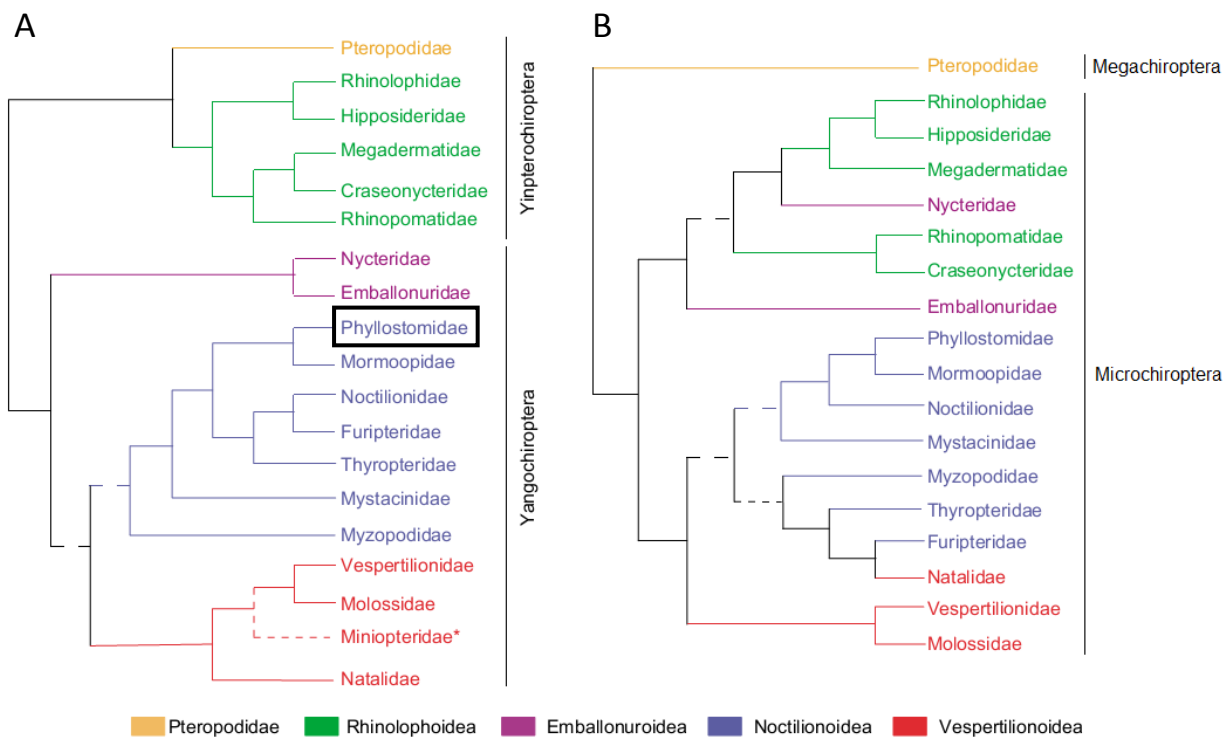 A
Pteropodidae
Rhinolophidae
Hipposideridae
Megadermatidae
Craseonycteridae
Rhinopomatidae
Yinpterochiroptera
Nycteridae
Emballonuridae
Phyllostomidae
Mormoopidae
Noctilionidae
Furipteridae
Thyropteridae
Mystacinidae
Myzopodidae
Vespertilionidae
Molossidae
Miniopteridae*
Natalidae
Yangochiroptera
B
Pteropodidae
Megachiroptera
Rhinolophidae
Hipposideridae
Megadermatidae
Nycteridae
Rhinopomatidae
Craseonycteridae
Emballonuridae
Phyllostomidae
Mormoopidae
Noctilionidae
Mystacinidae
Myzopodidae
Thyropteridae
Furipteridae
Natalidae
Vespertilionidae
Molossidae
Microchiroptera
Pteropodidae Rhinolophoidea Emballonuroidea Noctilionoidea Vespertilionoidea